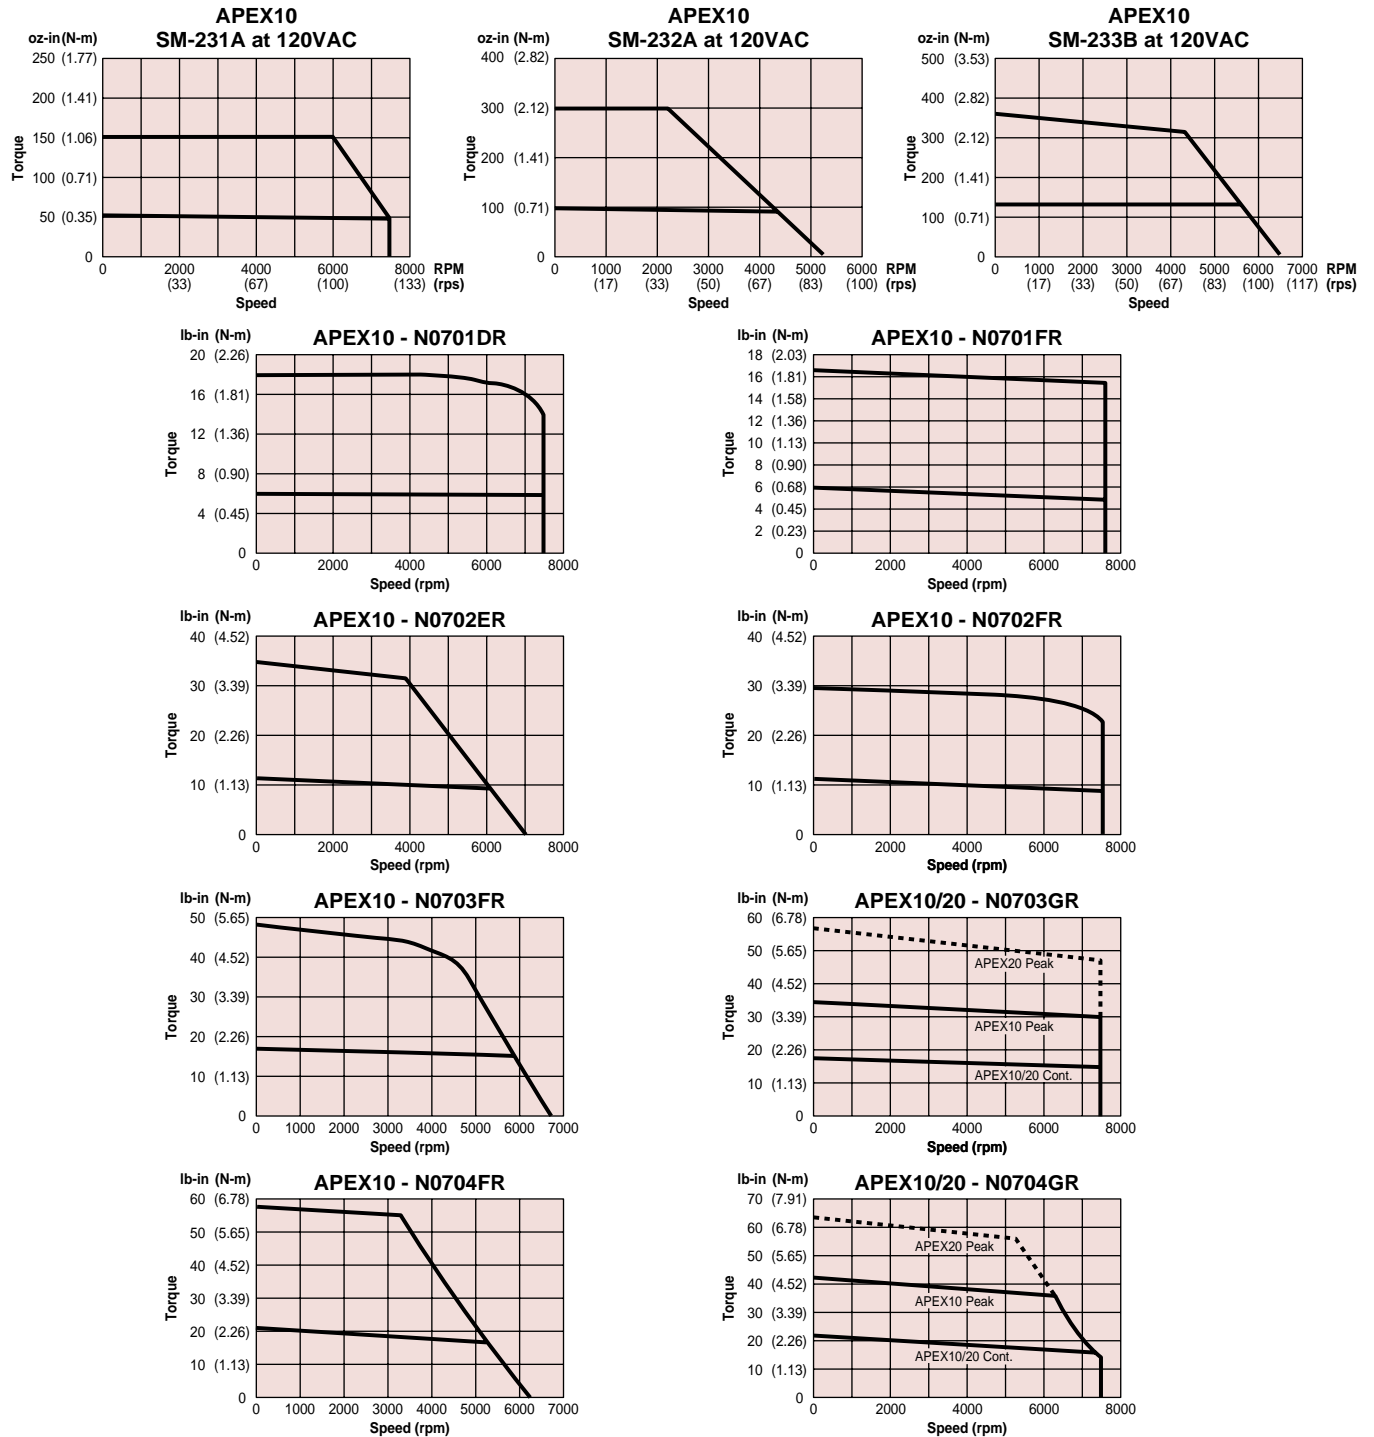 APEX10
SM-231A at 120VAC
oz-in (N-m)
250 (1.77)
200 (1.41)
150 (1.06)
100 (0.71)
50 (0.35)
0
Torque
0 2000 4000 6000 8000 RPM
(33) (67) (100) (133) (rps)
Speed
APEX10
SM-232A at 120VAC
oz-in (N-m)
400 (2.82)
300 (2.12)
200 (1.41)
100 (0.71)
0
Torque
0 1000 2000 3000 4000 5000 6000 RPM
(17) (33) (50) (67) (83) (100) (rps)
Speed
APEX10
SM-233B at 120VAC
oz-in (N-m)
500 (3.53)
400 (2.82)
300 (2.12)
200 (1.41)
100 (0.71)
0
Torque
0 1000 2000 3000 4000 5000 6000 7000 RPM
(17) (33) (50) (67) (83) (100) (117) (rps)
Speed
APEX10 - N0701DR
lb-in (N-m)
20 (2.26)
16 (1.81)
12 (1.36)
8 (0.90)
4 (0.45)
0
Torque
0 2000 4000 6000 8000
Speed (rpm)
APEX10 - N0701FR
lb-in (N-m)
18 (2.03)
16 (1.81)
14 (1.58)
12 (1.36)
10 (1.13)
8 (0.90)
6 (0.68)
4 (0.45)
2 (0.23)
0
Torque
0 2000 4000 6000 8000
Speed (rpm)
APEX10 - N0702ER
lb-in (N-m)
40 (4.52)
30 (3.39)
20 (2.26)
10 (1.13)
0
Torque
0 2000 4000 6000 8000
Speed (rpm)
APEX10 - N0702FR
lb-in (N-m)
40 (4.52)
30 (3.39)
20 (2.26)
10 (1.13)
0
Torque
0 2000 4000 6000 8000
Speed (rpm)
APEX10 - N0703FR
lb-in (N-m)
50 (5.65)
40 (4.52)
30 (3.39)
20 (2.26)
10 (1.13)
0
Torque
0 1000 2000 3000 4000 5000 6000 7000
Speed (rpm)
APEX10/20 - N0703GR
lb-in (N-m)
60 (6.78)
50 (5.65)
40 (4.52)
30 (3.39)
20 (2.26)
10 (1.13)
0
Torque
APEX20 Peak
APEX10 Peak
APEX10/20 Cont.
0 2000 4000 6000 8000
Speed (rpm)
APEX10 - N0704FR
lb-in (N-m)
60 (6.78)
50 (5.65)
40 (4.52)
30 (3.39)
20 (2.26)
10 (1.13)
0
Torque
0 1000 2000 3000 4000 5000 6000 7000
Speed (rpm)
APEX10/20 - N0704GR
lb-in (N-m)
70 (7.91)
60 (6.78)
50 (5.65)
40 (4.52)
30 (3.39)
20 (2.26)
10 (1.13)
0
Torque
APEX20 Peak
APEX10 Peak
APEX10/20 Cont.
0 2000 4000 6000 8000
Speed (rpm)